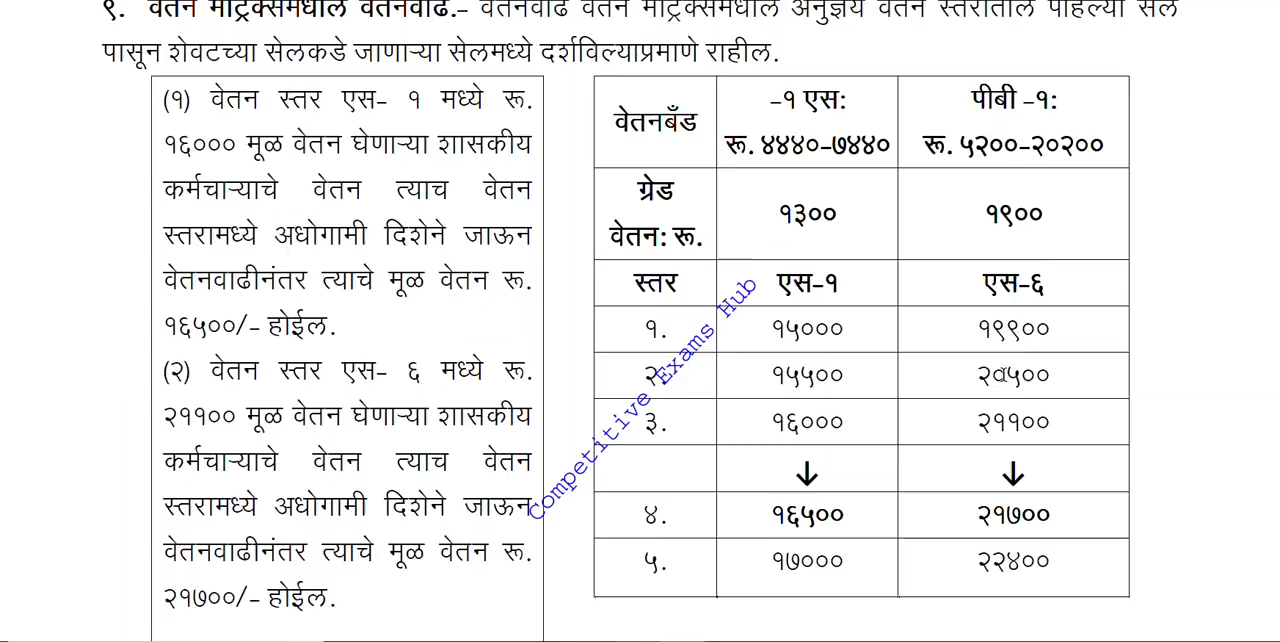 ९. वेतन मॅट्रिक्समधील वेतनवाढ.– वेतनवाढ वेतन मॅट्रिक्समधील अनुज्ञेय वेतन स्तरातील पहिल्या सेल
पासून शेवटच्या सेलकडे जाणाऱ्या सेलमध्ये दर्शविल्याप्रमाणे राहील.
(१) वेतन स्तर एस– १ मध्ये रू.
१६००० मूळ वेतन घेणाऱ्या शासकीय
कर्मचाऱ्याचे वेतन त्याच वेतन
स्तरामध्ये अधोगामी दिशेने जाऊन
वेतनवाढीनंतर त्याचे मूळ वेतन रू.
१६५००/– होईल.
(२) वेतन स्तर एस– ६ मध्ये रू.
२११०० मूळ वेतन घेणाऱ्या शासकीय
कर्मचाऱ्याचे वेतन त्याच वेतन
स्तरामध्ये अधोगामी दिशेने जाऊन
वेतनवाढीनंतर त्याचे मूळ वेतन रू.
२१७००/– होईल.
वेतनबँड –१ एस: पीबी –१:
रू. ४४४०–७४४० रू. ५२००–२०२००
ग्रेड
वेतन: रू. १३०० १९००
स्तर एस–१ एस–६
१. १५००० १९९००
२. १५५०० २०५००
३. १६००० २११००
↓ ↓
४. १६५०० २१७००
५. १७००० २२४००
Competitive Exams Hub